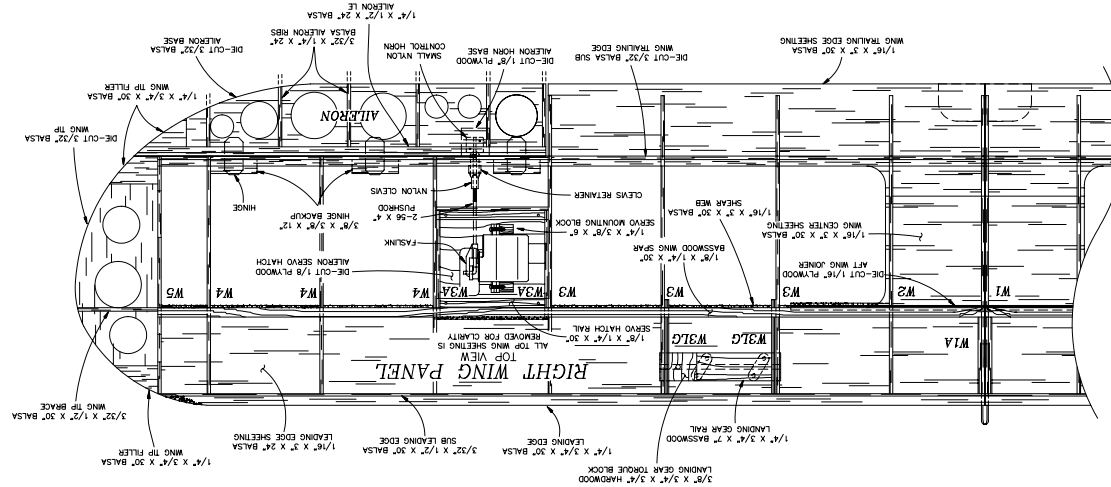 3/8" X 3/4" X 3/4" HARDWOOD
LANDING GEAR TORQUE BLOCK
1/4" X 3/4" X 7" BASSWOOD
LANDING GEAR RAIL
1/4" X 3/4" X 30" BALSA
LEADING EDGE
3/32" X 1/2" X 30" BALSA
SUB LEADING EDGE
1/16" X 3" X 24" BALSA
LEADING EDGE SHEETING
1/4" X 3/4" X 30" BALSA
WING TIP FILLER
3/32" X 1/2" X 30" BALSA
WING TIP BRACE
RIGHT WING PANEL
TOP VIEW
ALL TOP WING SHEETING IS
REMOVED FOR CLARITY
W3LG
W3LG
W1A
1/8" X 1/4" X 30"
SERVO HATCH RAIL
W1
W2
W3
W3
W3
W3A
W3A
W4
W4
W4
W5
DIE-CUT 1/16" PLYWOOD
AFT WING JOINER
1/8" X 1/4" X 30"
BASSWOOD WING SPAR
DIE-CUT 1/8 PLYWOOD
AILERON SERVO HATCH
FASLINK
1/16" X 3" X 30" BALSA
WING CENTER SHEETING
1/16" X 3" X 30" BALSA
SHEAR WEB
1/4" X 3/8" X 6"
SERVO MOUNTING BLOCK
2-56 X 4"
PUSHROD
3/8" X 3/8" X 12"
HINGE BACKUP
HINGE
CLEVIS RETAINER
NYLON CLEVIS
DIE-CUT 3/32" BALSA
WING TIP
AILERON
1/4" X 3/4" X 30" BALSA
WING TIP FILLER
1/16" X 3" X 30" BALSA
WING TRAILING EDGE SHEETING
DIE-CUT 3/32" BALSA SUB
WING TRAILING EDGE
DIE-CUT 1/8" PLYWOOD
AILERON HORN BASE
SMALL NYLON
CONTROL HORN
3/32" X 1/4" X 24"
BALSA AILERON RIBS
DIE-CUT 3/32" BALSA
AILERON BASE
1/4" X 1/2" X 24" BALSA
AILERON LE